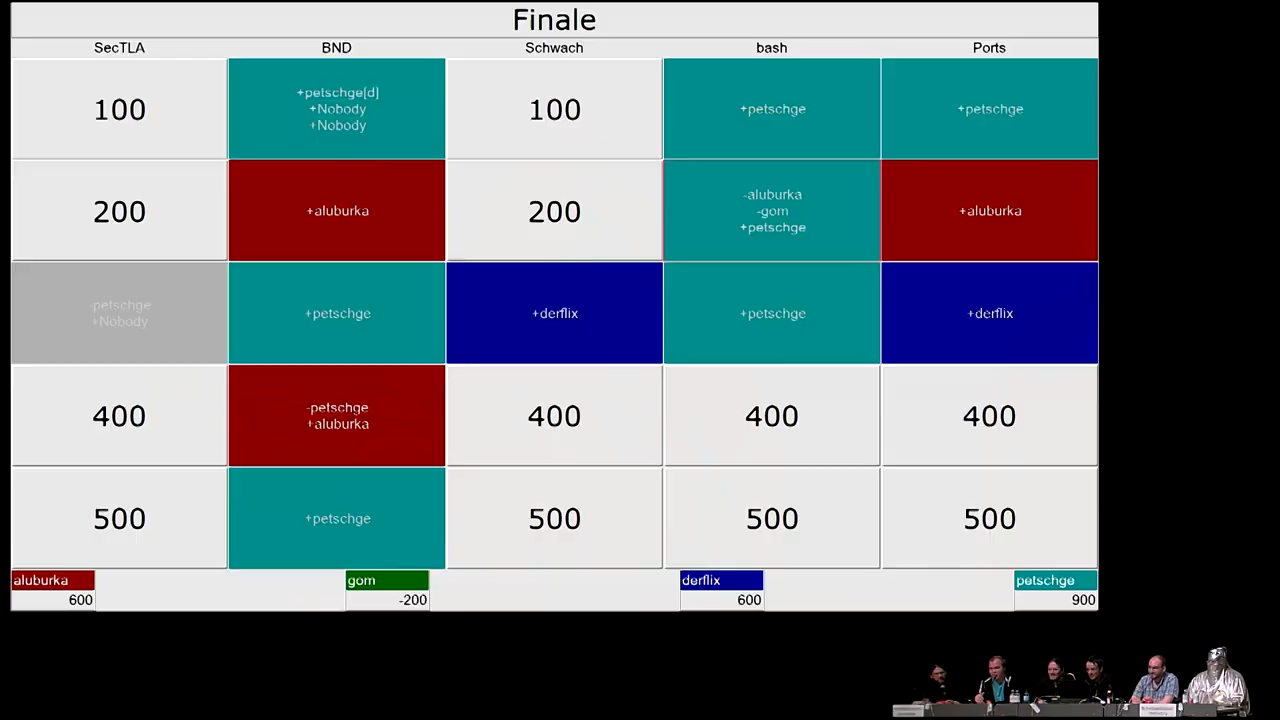 Finale
SecTLA BND Schwach bash Ports
100 +petschge[d] 100 +petschge +petschge
+Nobody
+Nobody
200 +aluburka 200 -aluburka +aluburka
-gom
+petschge
-petschge +petschge +derflix +petschge +derflix
+Nobody
400 -petschge 400 400 400
+aluburka
500 +petschge 500 500 500
aluburka gom derflix petschge
600 -200 600 900